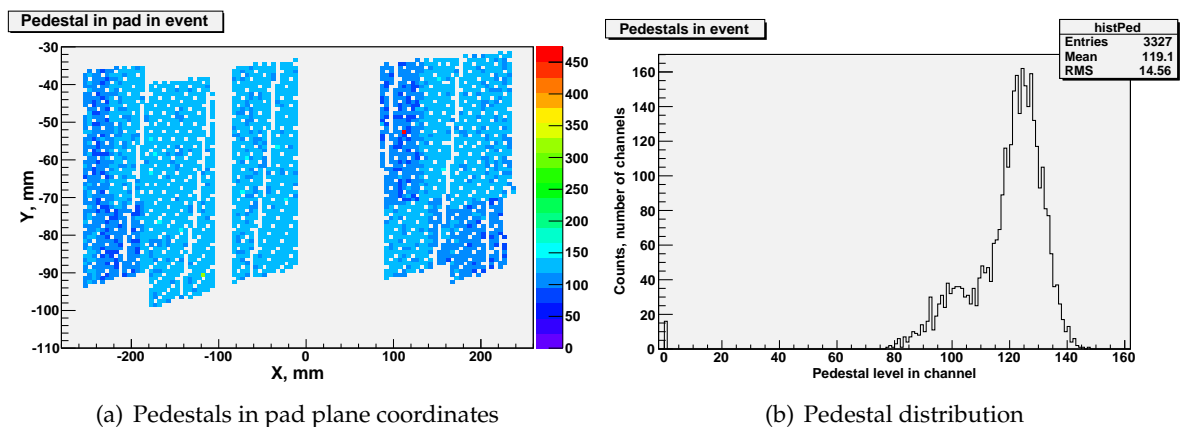 Pedestal in pad in event
Y, mm
-30
-40
-50
-60
-70
-80
-90
-100
-110
-200
-100
0
100
200
X, mm
450
400
350
300
250
200
150
100
50
0
(a) Pedestals in pad plane coordinates
Pedestals in event
histPed
Entries 3327
Mean 119.1
RMS 14.56
Counts, number of channels
160
140
120
100
80
60
40
20
0
0 20 40 60 80 100 120 140 160
Pedestal level in channel
(b) Pedestal distribution